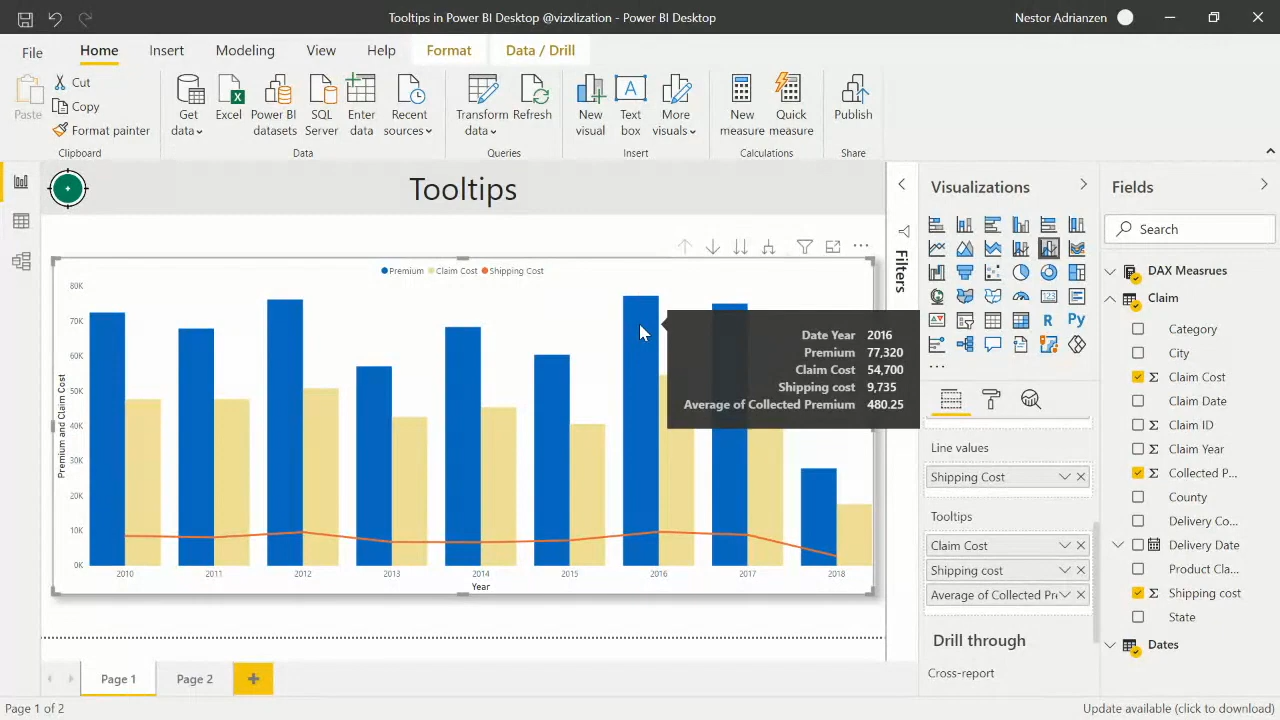 Tooltips in Power BI Desktop @vizxlization - Power BI Desktop
Nestor Adrianzen
File
Home
Insert
Modeling
View
Help
Format
Data / Drill
Paste
Cut
Copy
Format painter
Clipboard
Get
data
Excel
Power BI
datasets
SQL
Server
Enter
data
Recent
sources
Data
Transform
data
Refresh
Queries
New
visual
Text
box
More
visuals
Insert
New
measure
Quick
measure
Calculations
Publish
Share
Tooltips
Premium
Claim Cost
Shipping Cost
80K
70K
60K
50K
40K
30K
20K
10K
0K
Premium and Claim cost
2010
2011
2012
2013
2014
2015
2016
2017
2018
Year
Date Year 2016
Premium 77,320
Claim Cost 54,700
Shipping cost 9,735
Average of Collected Premium 480.25
Filters
Visualizations
R
Py
Line values
Shipping Cost
Tooltips
Claim Cost
Shipping cost
Average of Collected Pr
Drill through
Cross-report
Fields
Search
DAX Measrues
Claim
Category
City
Claim Cost
Claim Date
Claim ID
Claim Year
Collected P...
County
Delivery Co...
Delivery Date
Product Cla...
Shipping cost
State
Dates
Page 1
Page 2
Page 1 of 2
Update available (click to download)